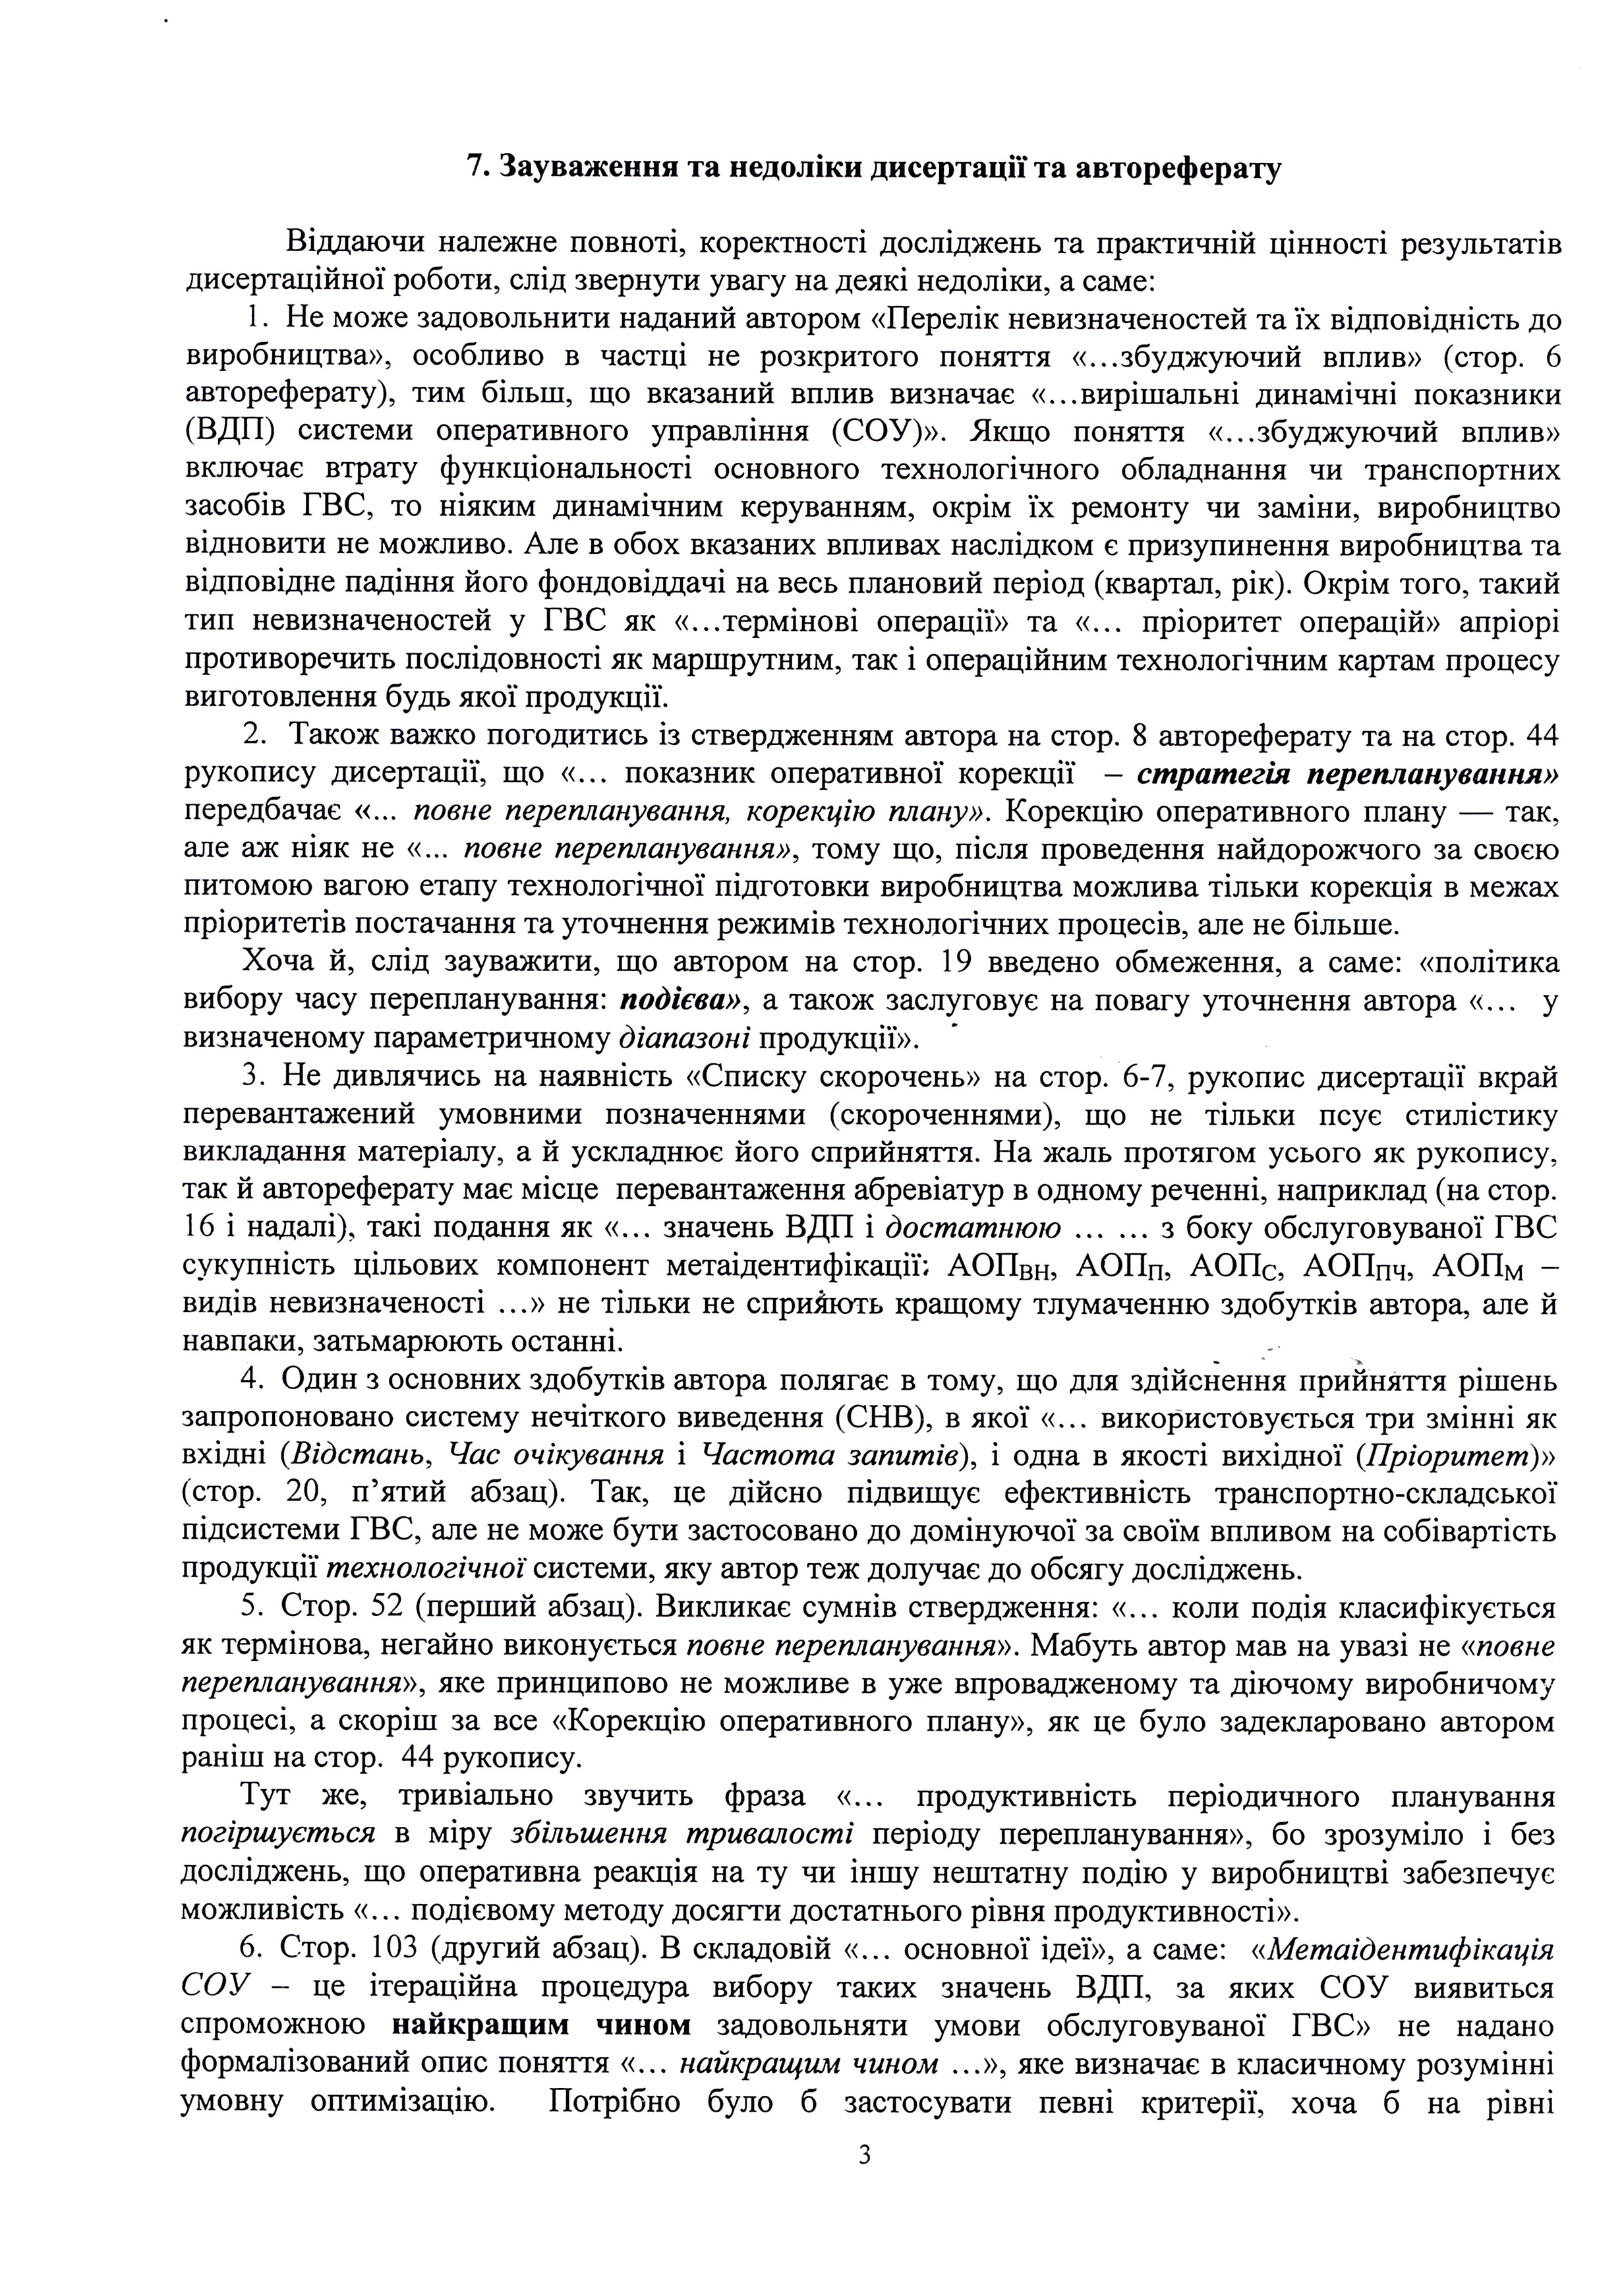 7. Зауваження та недоліки дисертації та автореферату
Віддаючи належне повноті, коректності досліджень та практичній цінності результатів
дисертаційної роботи, слід звернути увагу на деякі недоліки, а саме:
1. Не може задовольнити наданий автором «Перелік невизначеностей та їх відповідність до
виробництва», особливо в частці не розкритого поняття «…збуджуючий вплив» (стор. 6
автореферату), тим більш, що вказаний вплив визначає «…вирішальні динамічні показники
(ВДП) системи оперативного управління (СОУ)». Якщо поняття «…збуджуючий вплив»
включає втрату функціональності основного технологічного обладнання чи транспортних
засобів ГВС, то ніяким динамічним керуванням, окрім їх ремонту чи заміни, виробництво
відновити не можливо. Але в обох вказаних впливах наслідком є призупинення виробництва та
відповідне падіння його фондовіддачі на весь плановий період (квартал, рік). Окрім того, такий
тип невизначеностей у ГВС як «…термінові операції» та «… пріоритет операцій» апріорі
противоречить послідовності як маршрутним, так і операційним технологічним картам процесу
виготовлення будь якої продукції.
2. Також важко погодитись із ствердженням автора на стор. 8 автореферату та на стор. 44
рукопису дисертації, що «… показник оперативної корекції – стратегія перепланування»
передбачає «… повне перепланування, корекцію плану». Корекцію оперативного плану — так,
але аж ніяк не «… повне перепланування», тому що, після проведення найдорожчого за своєю
питомою вагою етапу технологічної підготовки виробництва можлива тільки корекція в межах
пріоритетів постачання та уточнення режимів технологічних процесів, але не більше.
Хоча й, слід зауважити, що автором на стор. 19 введено обмеження, а саме: «політика
вибору часу перепланування: подієва», а також заслуговує на повагу уточнення автора «… у
визначеному параметричному діапазоні продукції».
3. Не дивлячись на наявність «Списку скорочень» на стор. 6-7, рукопис дисертації вкрай
перевантажений умовними позначеннями (скороченнями), що не тільки псує стилістику
викладання матеріалу, а й ускладнює його сприйняття. На жаль протягом усього як рукопису,
так й автореферату має місце перевантаження абревіатур в одному реченні, наприклад (на стор.
16 і надалі), такі подання як «… значень ВДП і достатнюю … … з боку обслуговуваної ГВС
сукупність цільових компонент метаідентифікації: АОПВН, АОПП, АОПС, АОППЧ, АОПМ –
видів невизначеності …» не тільки не сприяють кращому тлумаченню здобутків автора, але й
навпаки, затьмарюють останні.
4. Один з основних здобутків автора полягає в тому, що для здійснення прийняття рішень
запропоновано систему нечіткого виведення (СНВ), в якої «… використовується три змінні як
вхідні (Відстань, Час очікування і Частота запитів), і одна в якості вихідної (Пріоритет)»
(стор. 20, п’ятий абзац). Так, це дійсно підвищує ефективність транспортно-складської
підсистеми ГВС, але не може бути застосовано до домінуючої за своїм впливом на собівартість
продукції технологічної системи, яку автор теж долучає до обсягу досліджень.
5. Стор. 52 (перший абзац). Викликає сумнів ствердження: «… коли подія класифікується
як термінова, негайно виконується повне перепланування». Мабуть автор мав на увазі не «повне
перепланування», яке принципово не можливе в уже впровадженому та діючому виробничому
процесі, а скоріш за все «Корекцію оперативного плану», як це було задекларовано автором
раніш на стор. 44 рукопису.
Тут же, тривіально звучить фраза «… продуктивність періодичного планування
погіршується в міру збільшення тривалості періоду перепланування», бо зрозуміло і без
досліджень, що оперативна реакція на ту чи іншу нештатну подію у виробництві забезпечує
можливість «… подієвому методу досягти достатнього рівня продуктивності».
6. Стор. 103 (другий абзац). В складовій «… основної ідеї», а саме: «Метаідентифікація
СОУ – це ітераційна процедура вибору таких значень ВДП, за яких СОУ виявиться
спроможною найкращим чином задовольняти умови обслуговуваної ГВС» не надано
формалізований опис поняття «… найкращим чином …», яке визначає в класичному розумінні
умовну оптимізацію. Потрібно було б застосувати певні критерії, хоча б на рівні
3